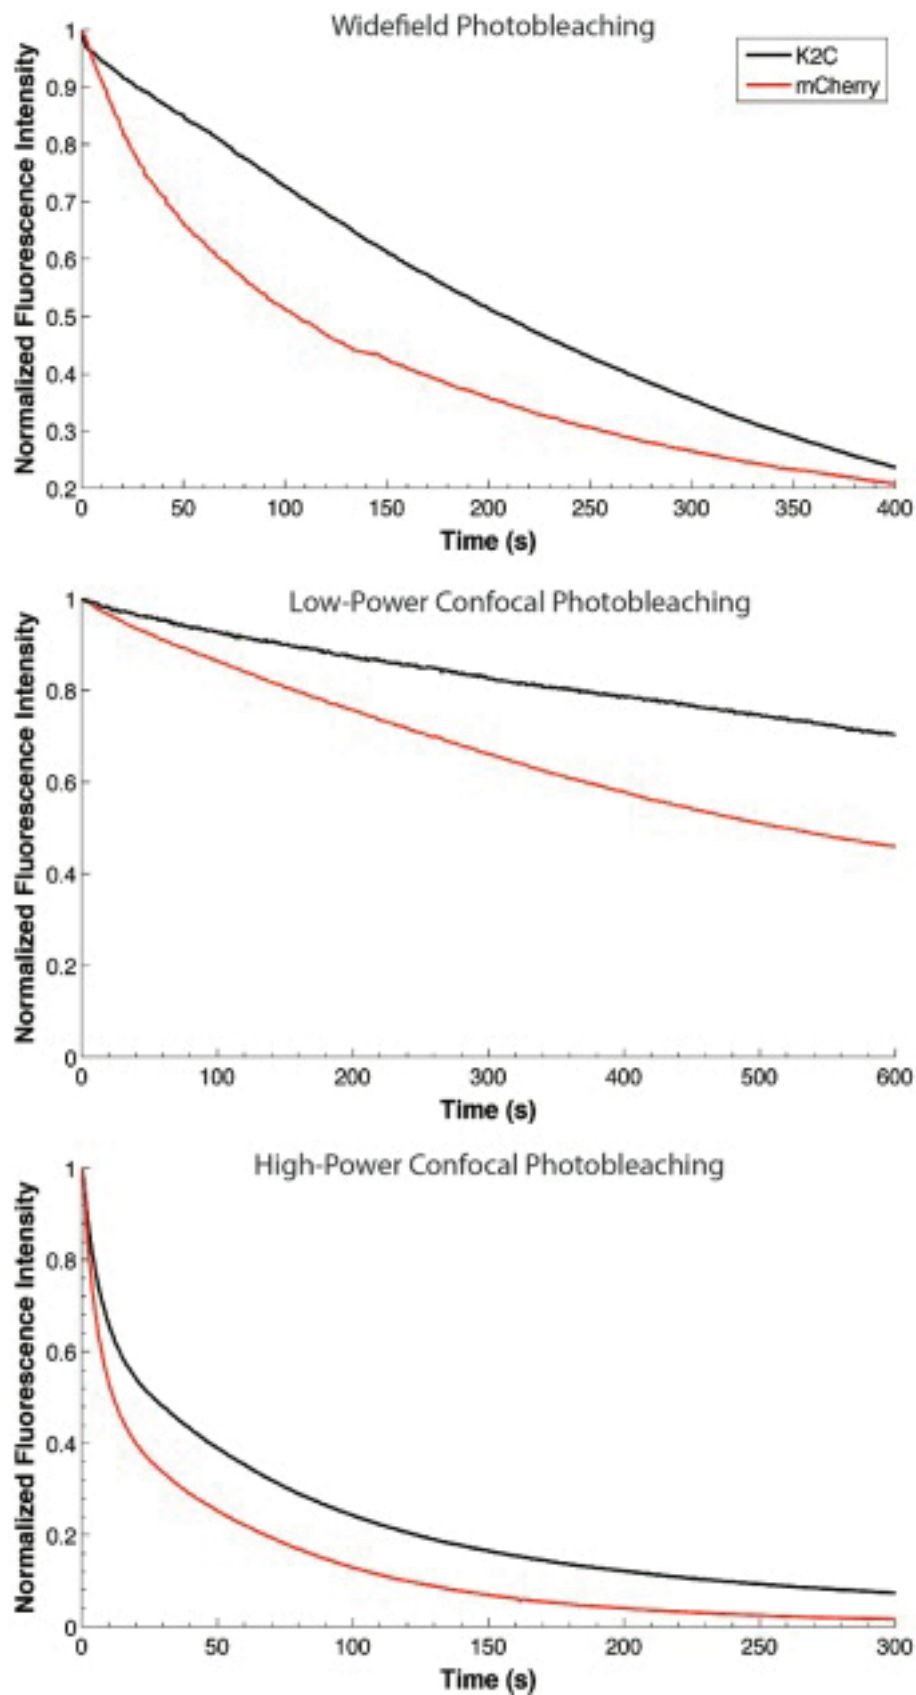 Widefield Photobleaching
K2C
mCherry
Normalized Fluorescence Intensity
1
0.9
0.8
0.7
0.6
0.5
0.4
0.3
0.2
0 50 100 150 200 250 300 350 400
Time (s)
Low-Power Confocal Photobleaching
Normalized Fluorescence Intensity
1
0.8
0.6
0.4
0.2
0
0 100 200 300 400 500 600
Time (s)
High-Power Confocal Photobleaching
Normalized Fluorescence Intensity
1
0.8
0.6
0.4
0.2
0
0 50 100 150 200 250 300
Time (s)